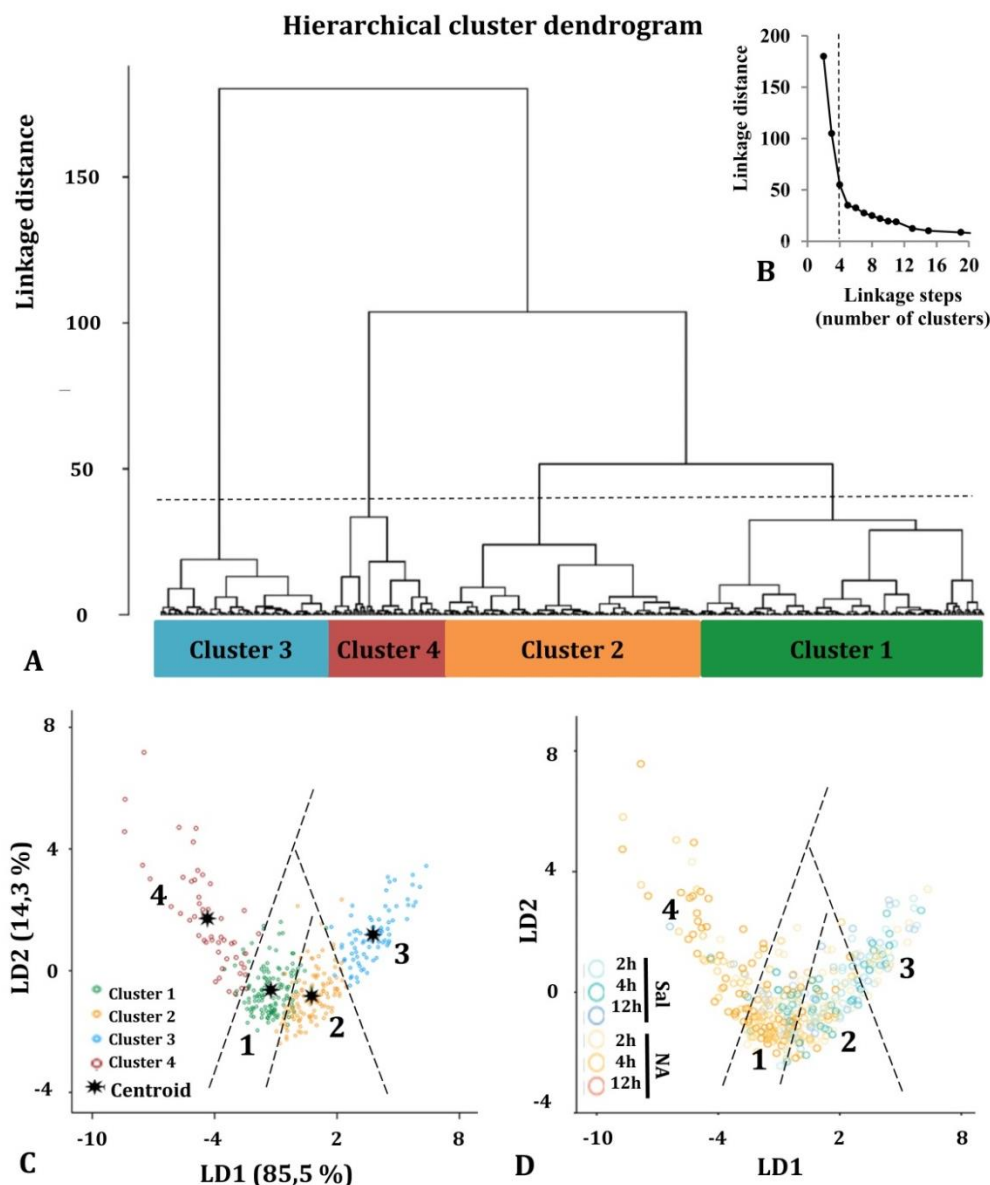 Hierarchical cluster dendrogram
Linkage distance
150
100
50
0
Cluster 3
Cluster 4
Cluster 2
Cluster 1
A
Linkage distance
200
150
100
50
0
0 4 8 12 16 20
Linkage steps
(number of clusters)
B
LD2 (14,3 %)
8
4
0
-4
4
3
1
2
Cluster 1
Cluster 2
Cluster 3
Cluster 4
Centroid
-10 -4 2 8
LD1 (85,5 %)
C
LD2
8
4
0
-4
4
3
1
2
2h
4h
12h
Sal
2h
4h
12h
NA
-10 -4 2 8
LD1
D